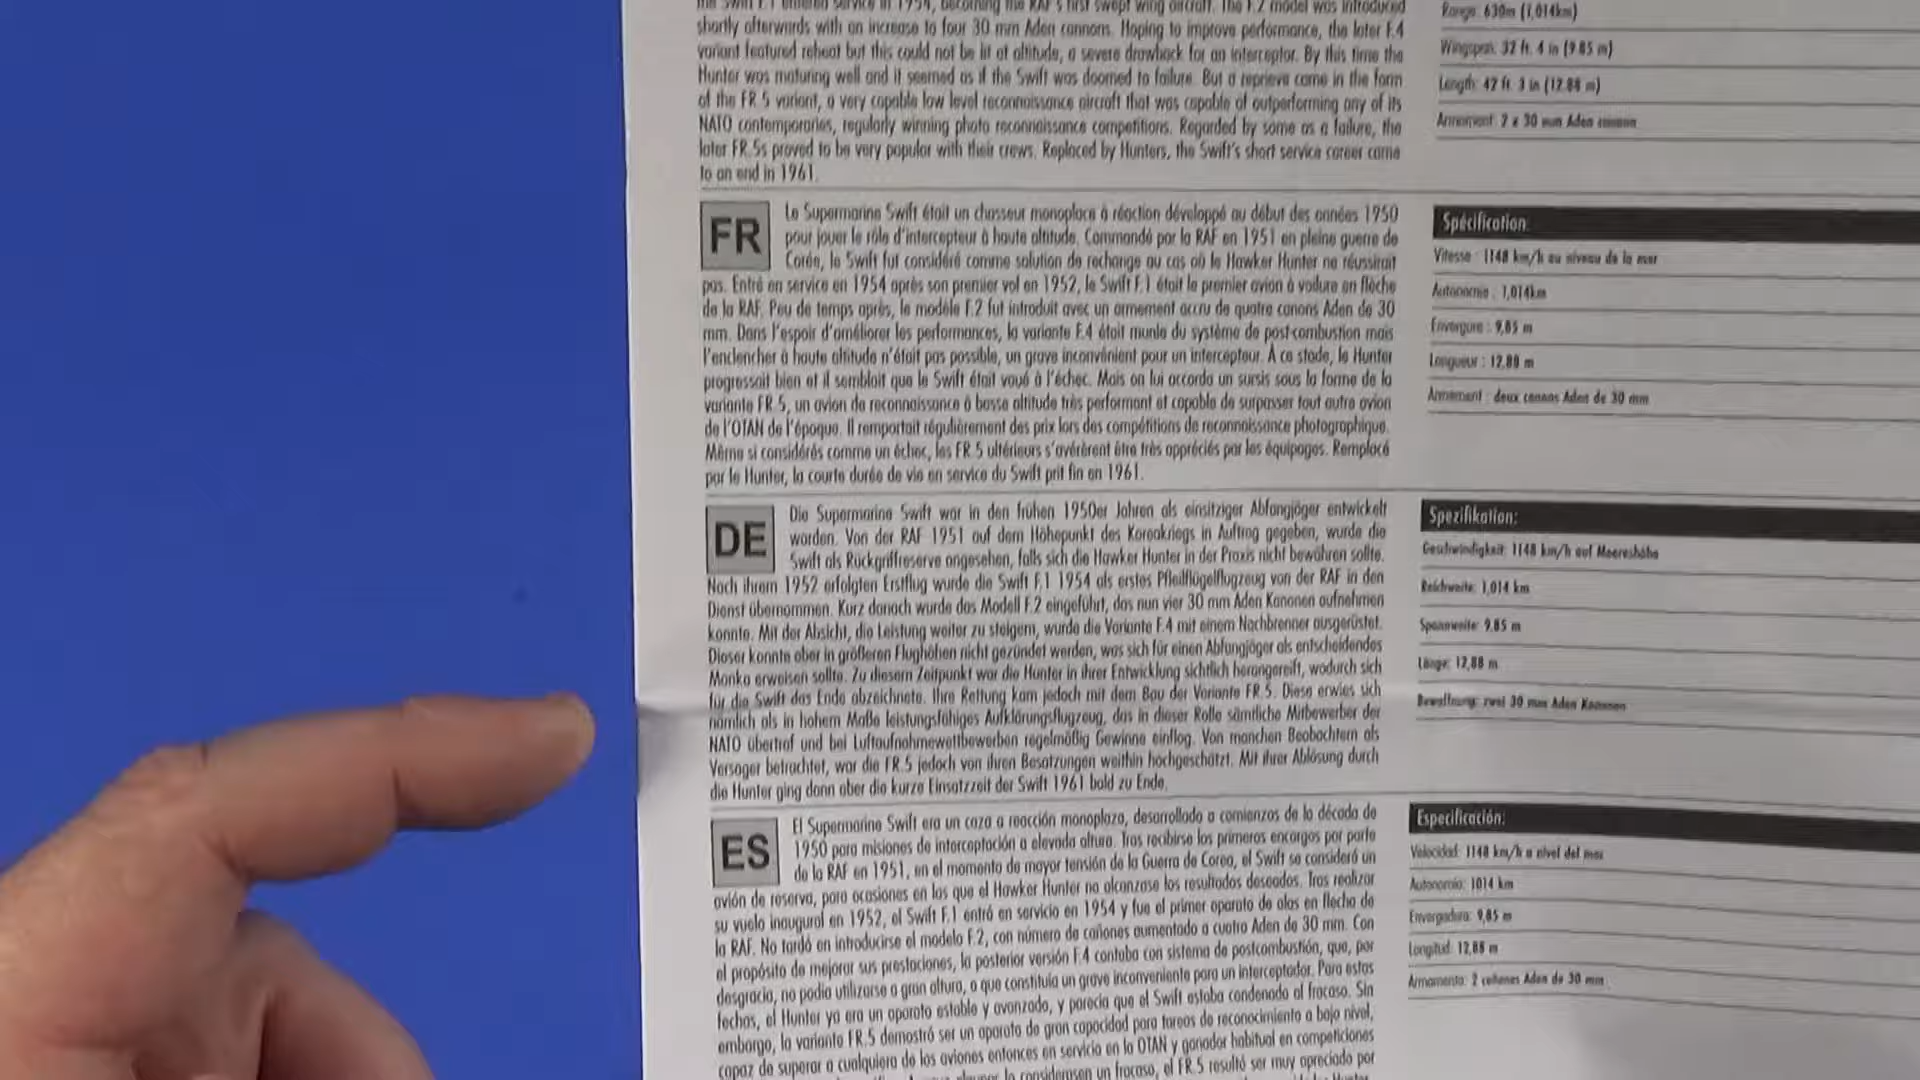 the Swift F.1 entered service in 1954, becoming the RAF's first swept wing aircraft. The F.2 model was introduced
shortly afterwards with an increase to four 30 mm Aden cannons. Hoping to improve performance, the later F.4
variant featured reheat but this could not be lit at altitude, a severe drawback for an interceptor. By this time the
Hunter was maturing well and it seemed as if the Swift was doomed to failure. But a reprieve came in the form
of the FR.5 variant, a very capable low level reconnaissance aircraft that was capable of outperforming any of its
NATO contemporaries, regularly winning photo reconnaissance competitions. Regarded by some as a failure, the
later FR.5s proved to be very popular with their crews. Replaced by Hunters, the Swift's short service career came
to an end in 1961.
Range: 630m (1,014km)
Wingspan: 32 ft. 4 in (9.85 m)
Length: 42 ft. 3 in (12.88 m)
Armament: 2 x 30 mm Aden cannon
FR
Le Supermarine Swift était un chasseur monoplace à réaction développé au début des années 1950
pour jouer le rôle d'intercepteur à haute altitude. Commandé par la RAF en 1951 en pleine guerre de
Corée, le Swift fut considéré comme solution de rechange au cas où le Hawker Hunter ne réussirait
pas. Entré en service en 1954 après son premier vol en 1952, le Swift F.1 était le premier avion à voilure en flèche
de la RAF. Peu de temps après, le modèle F.2 fut introduit avec un armement accru de quatre canons Aden de 30
mm. Dans l'espoir d'améliorer les performances, la variante F.4 était munie du système de post-combustion mais
l'enclencher à haute altitude n'était pas possible, un grave inconvénient pour un intercepteur. À ce stade, le Hunter
progressait bien et il semblait que le Swift était voué à l'échec. Mais on lui accorda un sursis sous la forme de la
variante FR.5, un avion de reconnaissance à basse altitude très performant et capable de surpasser tout autre avion
de l'OTAN de l'époque. Il remportait régulièrement des prix lors des compétitions de reconnaissance photographique.
Même si considérés comme un échec, les FR.5 ultérieurs s'avérèrent être très appréciés par les équipages. Remplacé
par le Hunter, la courte durée de vie en service du Swift prit fin en 1961.
Spécification:
Vitesse : 1148 km/h au niveau de la mer
Autonomie : 1,014km
Envergure : 9,85 m
Longueur : 12,88 m
Armement : deux canons Aden de 30 mm
DE
Die Supermarine Swift war in den frühen 1950er Jahren als einsitziger Abfangjäger entwickelt
worden. Von der RAF 1951 auf dem Höhepunkt des Koreakriegs in Auftrag gegeben, wurde die
Swift als Rückgriffreserve angesehen, falls sich die Hawker Hunter in der Praxis nicht bewähren sollte.
Nach ihrem 1952 erfolgten Erstflug wurde die Swift F.1 1954 als erstes Pfeilflügelflugzeug von der RAF in den
Dienst übernommen. Kurz danach wurde das Modell F.2 eingeführt, das nun vier 30 mm Aden Kanonen aufnehmen
konnte. Mit der Absicht, die Leistung weiter zu steigern, wurde die Variante F.4 mit einem Nachbrenner ausgerüstet.
Dieser konnte aber in größeren Flughöhen nicht gezündet werden, was sich für einen Abfangjäger als entscheidendes
Manko erweisen sollte. Zu diesem Zeitpunkt war die Hunter in ihrer Entwicklung sichtlich herangereift, wodurch sich
für die Swift das Ende abzeichnete. Ihre Rettung kam jedoch mit dem Bau der Variante FR.5. Diese erwies sich
nämlich als in hohem Maße leistungsfähiges Aufklärungsflugzeug, das in dieser Rolle sämtliche Mitbewerber der
NATO übertraf und bei Luftaufnahmewettbewerben regelmäßig Gewinne einflog. Von manchen Beobachtern als
Versager betrachtet, war die FR.5 jedoch von ihren Besatzungen weithin hochgeschätzt. Mit ihrer Ablösung durch
die Hunter ging dann aber die kurze Einsatzzeit der Swift 1961 bald zu Ende.
Spezifikation:
Geschwindigkeit: 1148 km/h auf Meereshöhe
Reichweite: 1,014 km
Spannweite: 9,85 m
Länge: 12,88 m
Bewaffnung: zwei 30 mm Aden Kanonen
ES
El Supermarine Swift era un caza a reacción monoplaza, desarrollado a comienzos de la década de
1950 para misiones de interceptación a elevada altura. Tras recibirse los primeros encargos por parte
de la RAF en 1951, en el momento de mayor tensión de la Guerra de Corea, el Swift se consideró un
avión de reserva, para ocasiones en las que el Hawker Hunter no alcanzase los resultados deseados. Tras realizar
su vuelo inaugural en 1952, el Swift F.1 entró en servicio en 1954 y fue el primer aparato de alas en flecha de
la RAF. No tardó en introducirse el modelo F.2, con número de cañones aumentado a cuatro Aden de 30 mm. Con
el propósito de mejorar sus prestaciones, la posterior versión F.4 contaba con sistema de postcombustión, que, por
desgracia, no podía utilizarse a gran altura, o que constituía un grave inconveniente para un interceptador. Para estas
fechas, el Hunter ya era un aparato estable y avanzado, y parecía que el Swift estaba condenado al fracaso. Sin
embargo, la variante FR.5 demostró ser un aparato de gran capacidad para tareas de reconocimiento a bajo nivel,
capaz de superar a cualquiera de los aviones entonces en servicio en la OTAN y ganador habitual en competiciones
la considerasen un fracaso, el FR.5 resultó ser muy apreciado por
Especificación:
Velocidad: 1148 km/h a nivel del mar
Autonomía: 1014 km
Envergadura: 9,85 m
Longitud: 12,88 m
Armamento: 2 cañones Aden de 30 mm